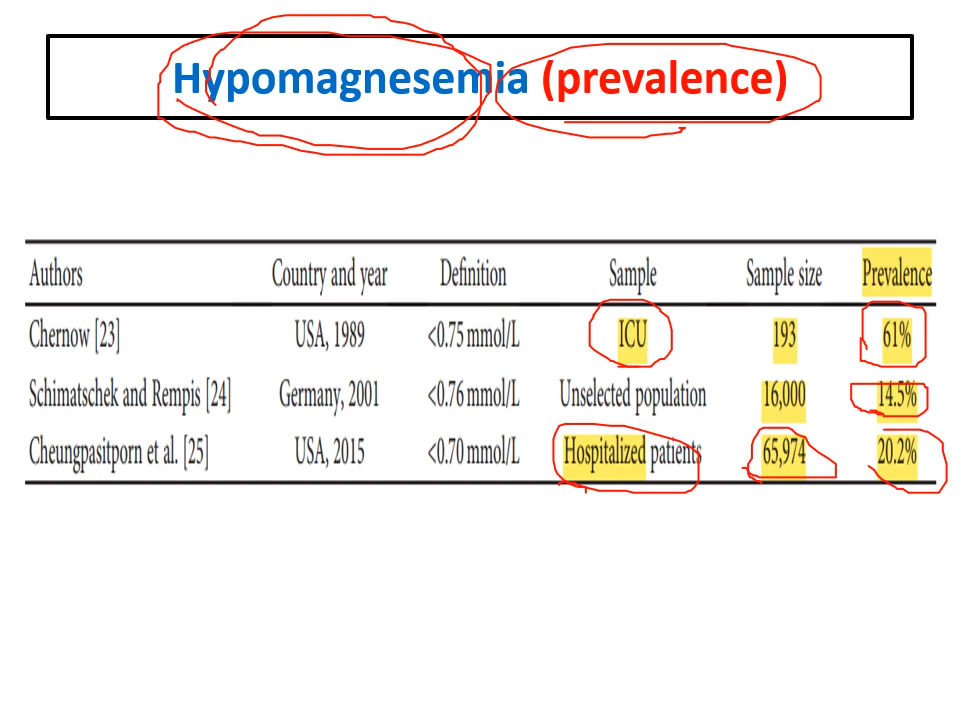 Hypomagnesemia (prevalence)
Authors Country and year Definition Sample Sample size Prevalence
Chernow [23] USA, 1989 <0.75 mmol/L ICU 193 61%
Schimatschek and Rempis [24] Germany, 2001 <0.76 mmol/L Unselected population 16,000 14.5%
Cheungpasitporn et al. [25] USA, 2015 <0.70 mmol/L Hospitalized patients 65,974 20.2%